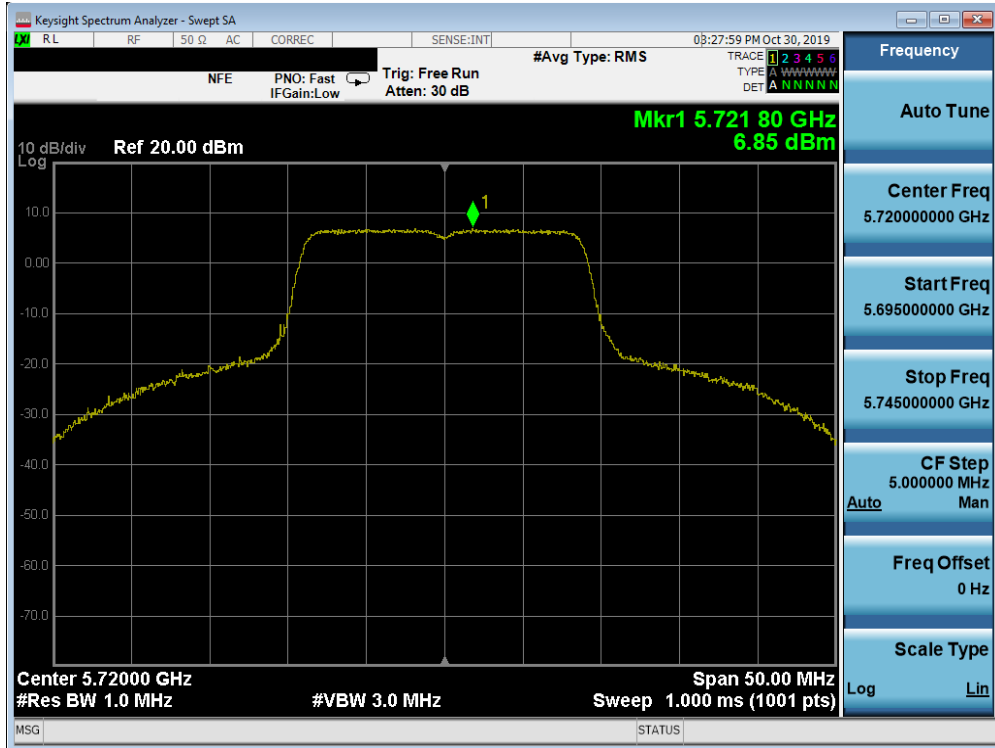 Keysight Spectrum Analyzer - Swept SA
LXI RL RF 50 Ω AC CORREC SENSE:INT 03:27:59 PM Oct 30, 2019
#Avg Type: RMS
TRACE 1 2 3 4 5 6
TYPE A WWWWW
DET A N N N N N
NFE PNO: Fast Trig: Free Run
IFGain:Low Atten: 30 dB
Mkr1 5.721 80 GHz
6.85 dBm
10 dB/div Ref 20.00 dBm
Log
1
10.0
0.00
-10.0
-20.0
-30.0
-40.0
-50.0
-60.0
-70.0
Center 5.72000 GHz Span 50.00 MHz
#Res BW 1.0 MHz #VBW 3.0 MHz Sweep 1.000 ms (1001 pts)
MSG STATUS
Frequency
Auto Tune
Center Freq
5.720000000 GHz
Start Freq
5.695000000 GHz
Stop Freq
5.745000000 GHz
CF Step
5.000000 MHz
Auto Man
Freq Offset
0 Hz
Scale Type
Log Lin